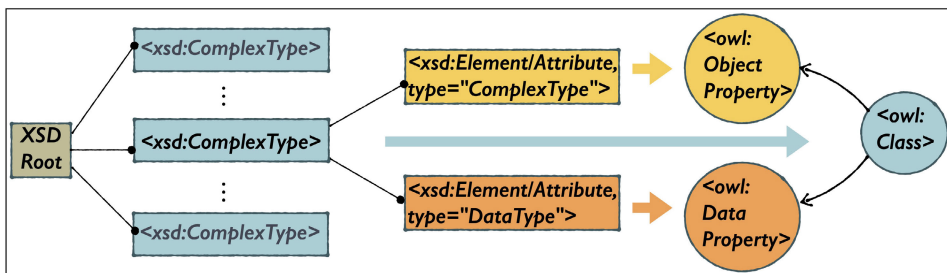 XSD
Root
<xsd:ComplexType>
⋮
<xsd:ComplexType>
⋮
<xsd:ComplexType>
<xsd:Element/Attribute,
type="ComplexType">
<xsd:Element/Attribute,
type="DataType">
<owl:
Object
Property>
<owl:
Data
Property>
<owl:
Class>